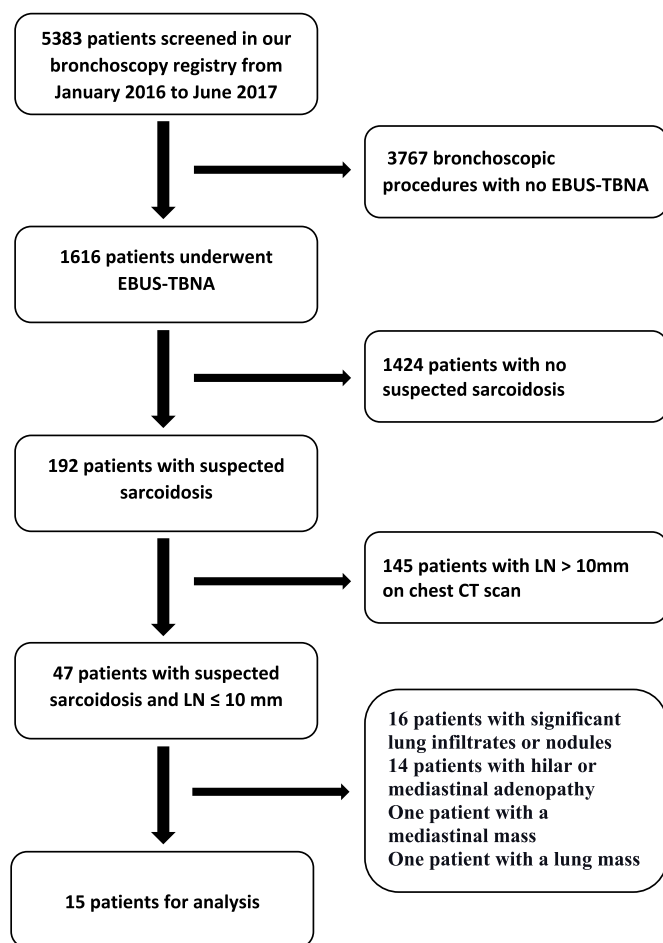 5383 patients screened in our
bronchoscopy registry from
January 2016 to June 2017
3767 bronchoscopic
procedures with no EBUS-TBNA
1616 patients underwent
EBUS-TBNA
1424 patients with no
suspected sarcoidosis
192 patients with suspected
sarcoidosis
145 patients with LN > 10mm
on chest CT scan
47 patients with suspected
sarcoidosis and LN ≤ 10 mm
16 patients with significant
lung infiltrates or nodules
14 patients with hilar or
mediastinal adenopathy
One patient with a
mediastinal mass
One patient with a lung mass
15 patients for analysis